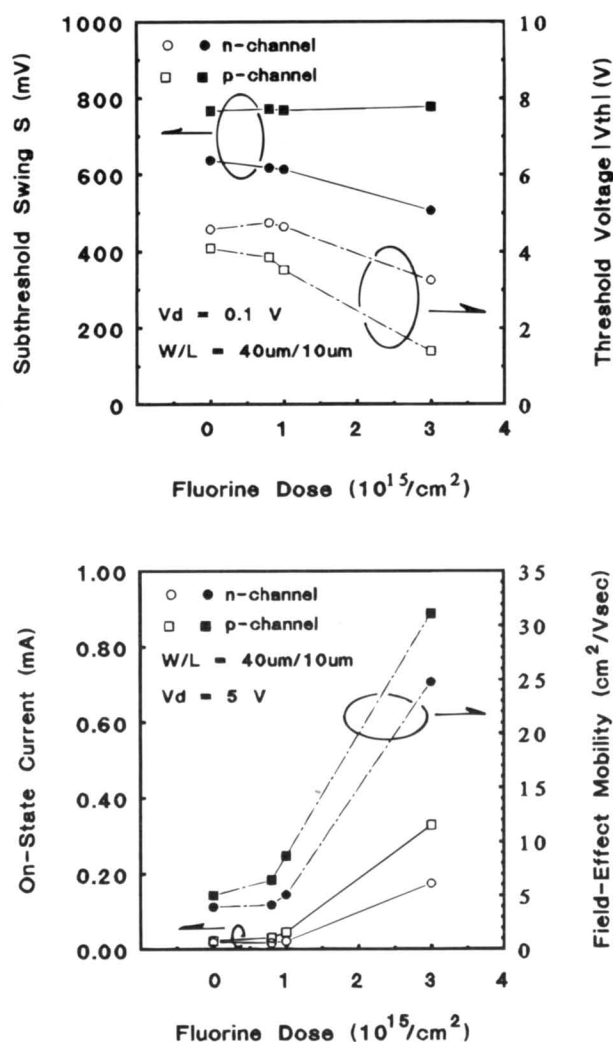 1000
800
600
400
200
0
Subthreshold Swing S (mV)
n-channel
p-channel
Vd = 0.1 V
W/L = 40um/10um
10
8
6
4
2
0
Threshold Voltage |Vth| (V)
0 1 2 3 4
Fluorine Dose (10^15/cm^2)
1.00
0.80
0.60
0.40
0.20
0.00
On-State Current (mA)
n-channel
p-channel
W/L = 40um/10um
Vd = 5 V
35
30
25
20
15
10
5
0
Field-Effect Mobility (cm^2/Vsec)
0 1 2 3 4
Fluorine Dose (10^15/cm^2)